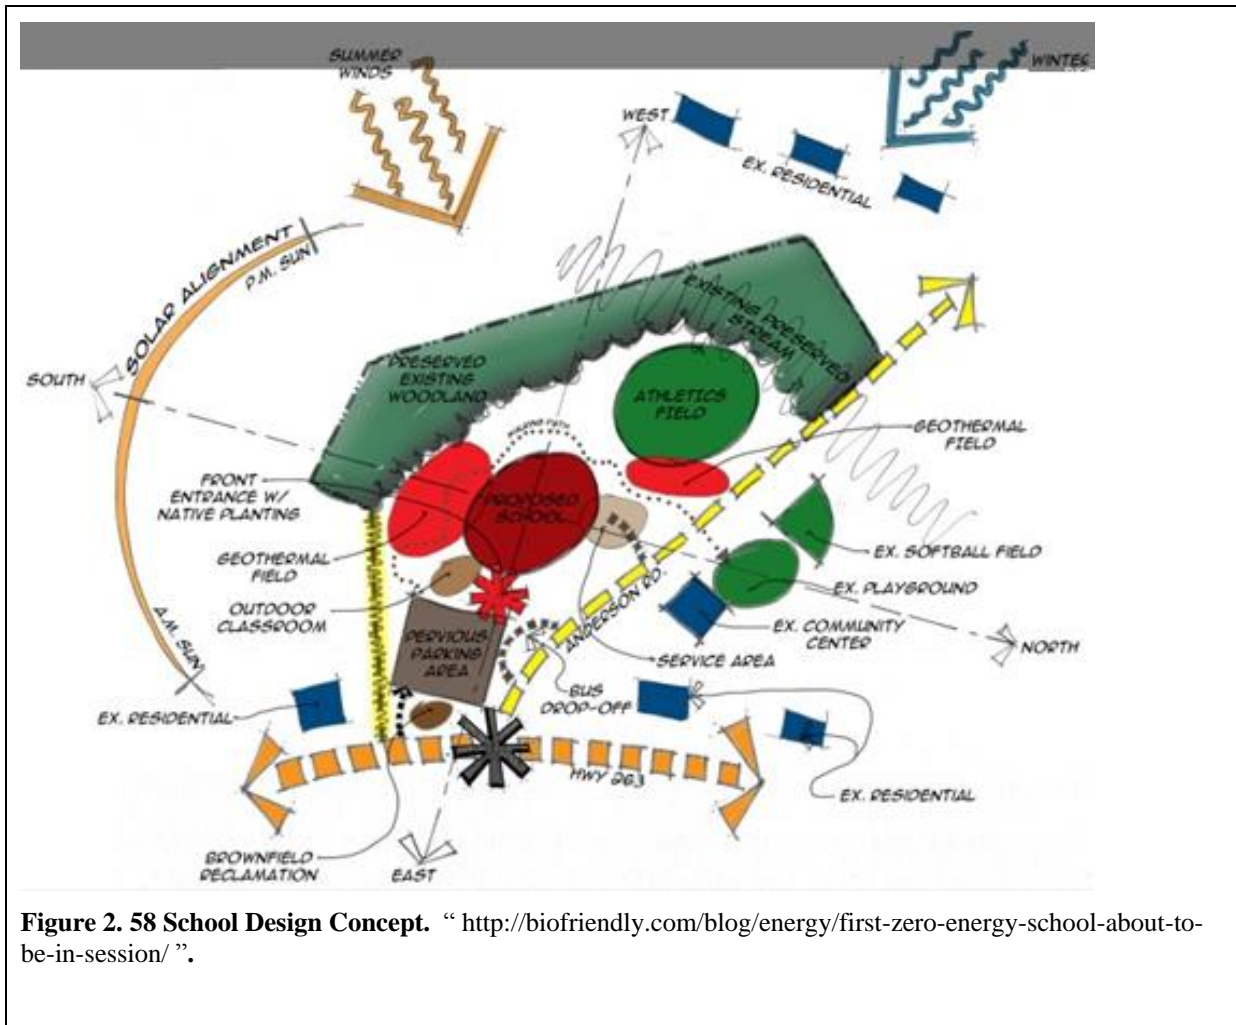 SUMMER
WINDS
WINTER
WEST
EX. RESIDENTIAL
SOLAR ALIGNMENT
P.M. SUN
EXISTING PRESERVED
STREAM
SOUTH
PRESERVED
EXISTING
WOODLAND
ATHLETICS
FIELD
WALKING PATH
GEOTHERMAL
FIELD
FRONT
ENTRANCE W/
NATIVE PLANTING
PROPOSED
SCHOOL
EX. SOFTBALL FIELD
GEOTHERMAL
FIELD
EX. PLAYGROUND
OUTDOOR
CLASSROOM
ANDERSON RD.
EX. COMMUNITY
CENTER
A.M. SUN
PERVIOUS
PARKING
AREA
SERVICE AREA
NORTH
BUS
DROP-OFF
EX. RESIDENTIAL
HWY 263
EX. RESIDENTIAL
BROWNFIELD
RECLAMATION
EAST
Figure 2. 58 School Design Concept. “ http://biofriendly.com/blog/energy/first-zero-energy-school-about-to-
be-in-session/ ”.